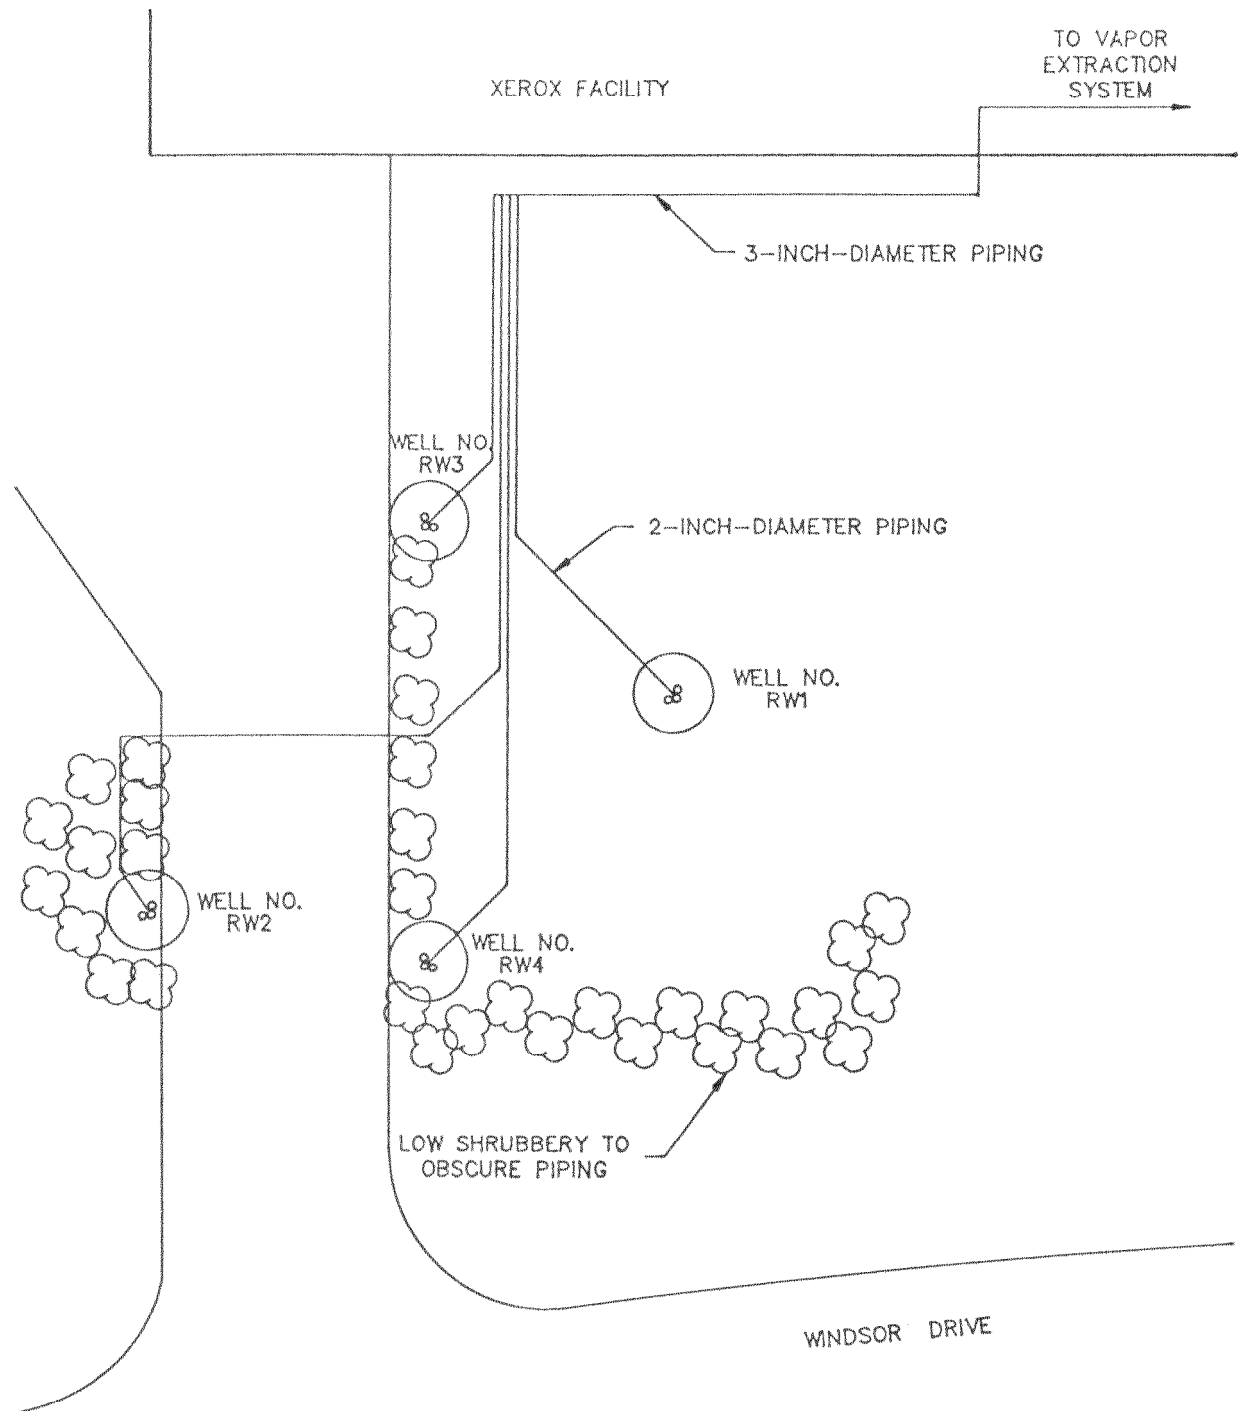 TO VAPOR
EXTRACTION
SYSTEM
XEROX FACILITY
3-INCH-DIAMETER PIPING
WELL NO.
RW3
2-INCH-DIAMETER PIPING
WELL NO.
RW1
WELL NO.
RW2
WELL NO.
RW4
LOW SHRUBBERY TO
OBSCURE PIPING
WINDSOR DRIVE